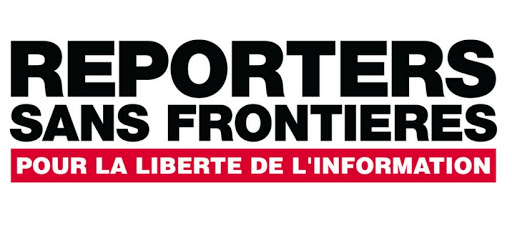 REPORTERS
SANS FRONTIERES
POUR LA LIBERTE DE L'INFORMATION